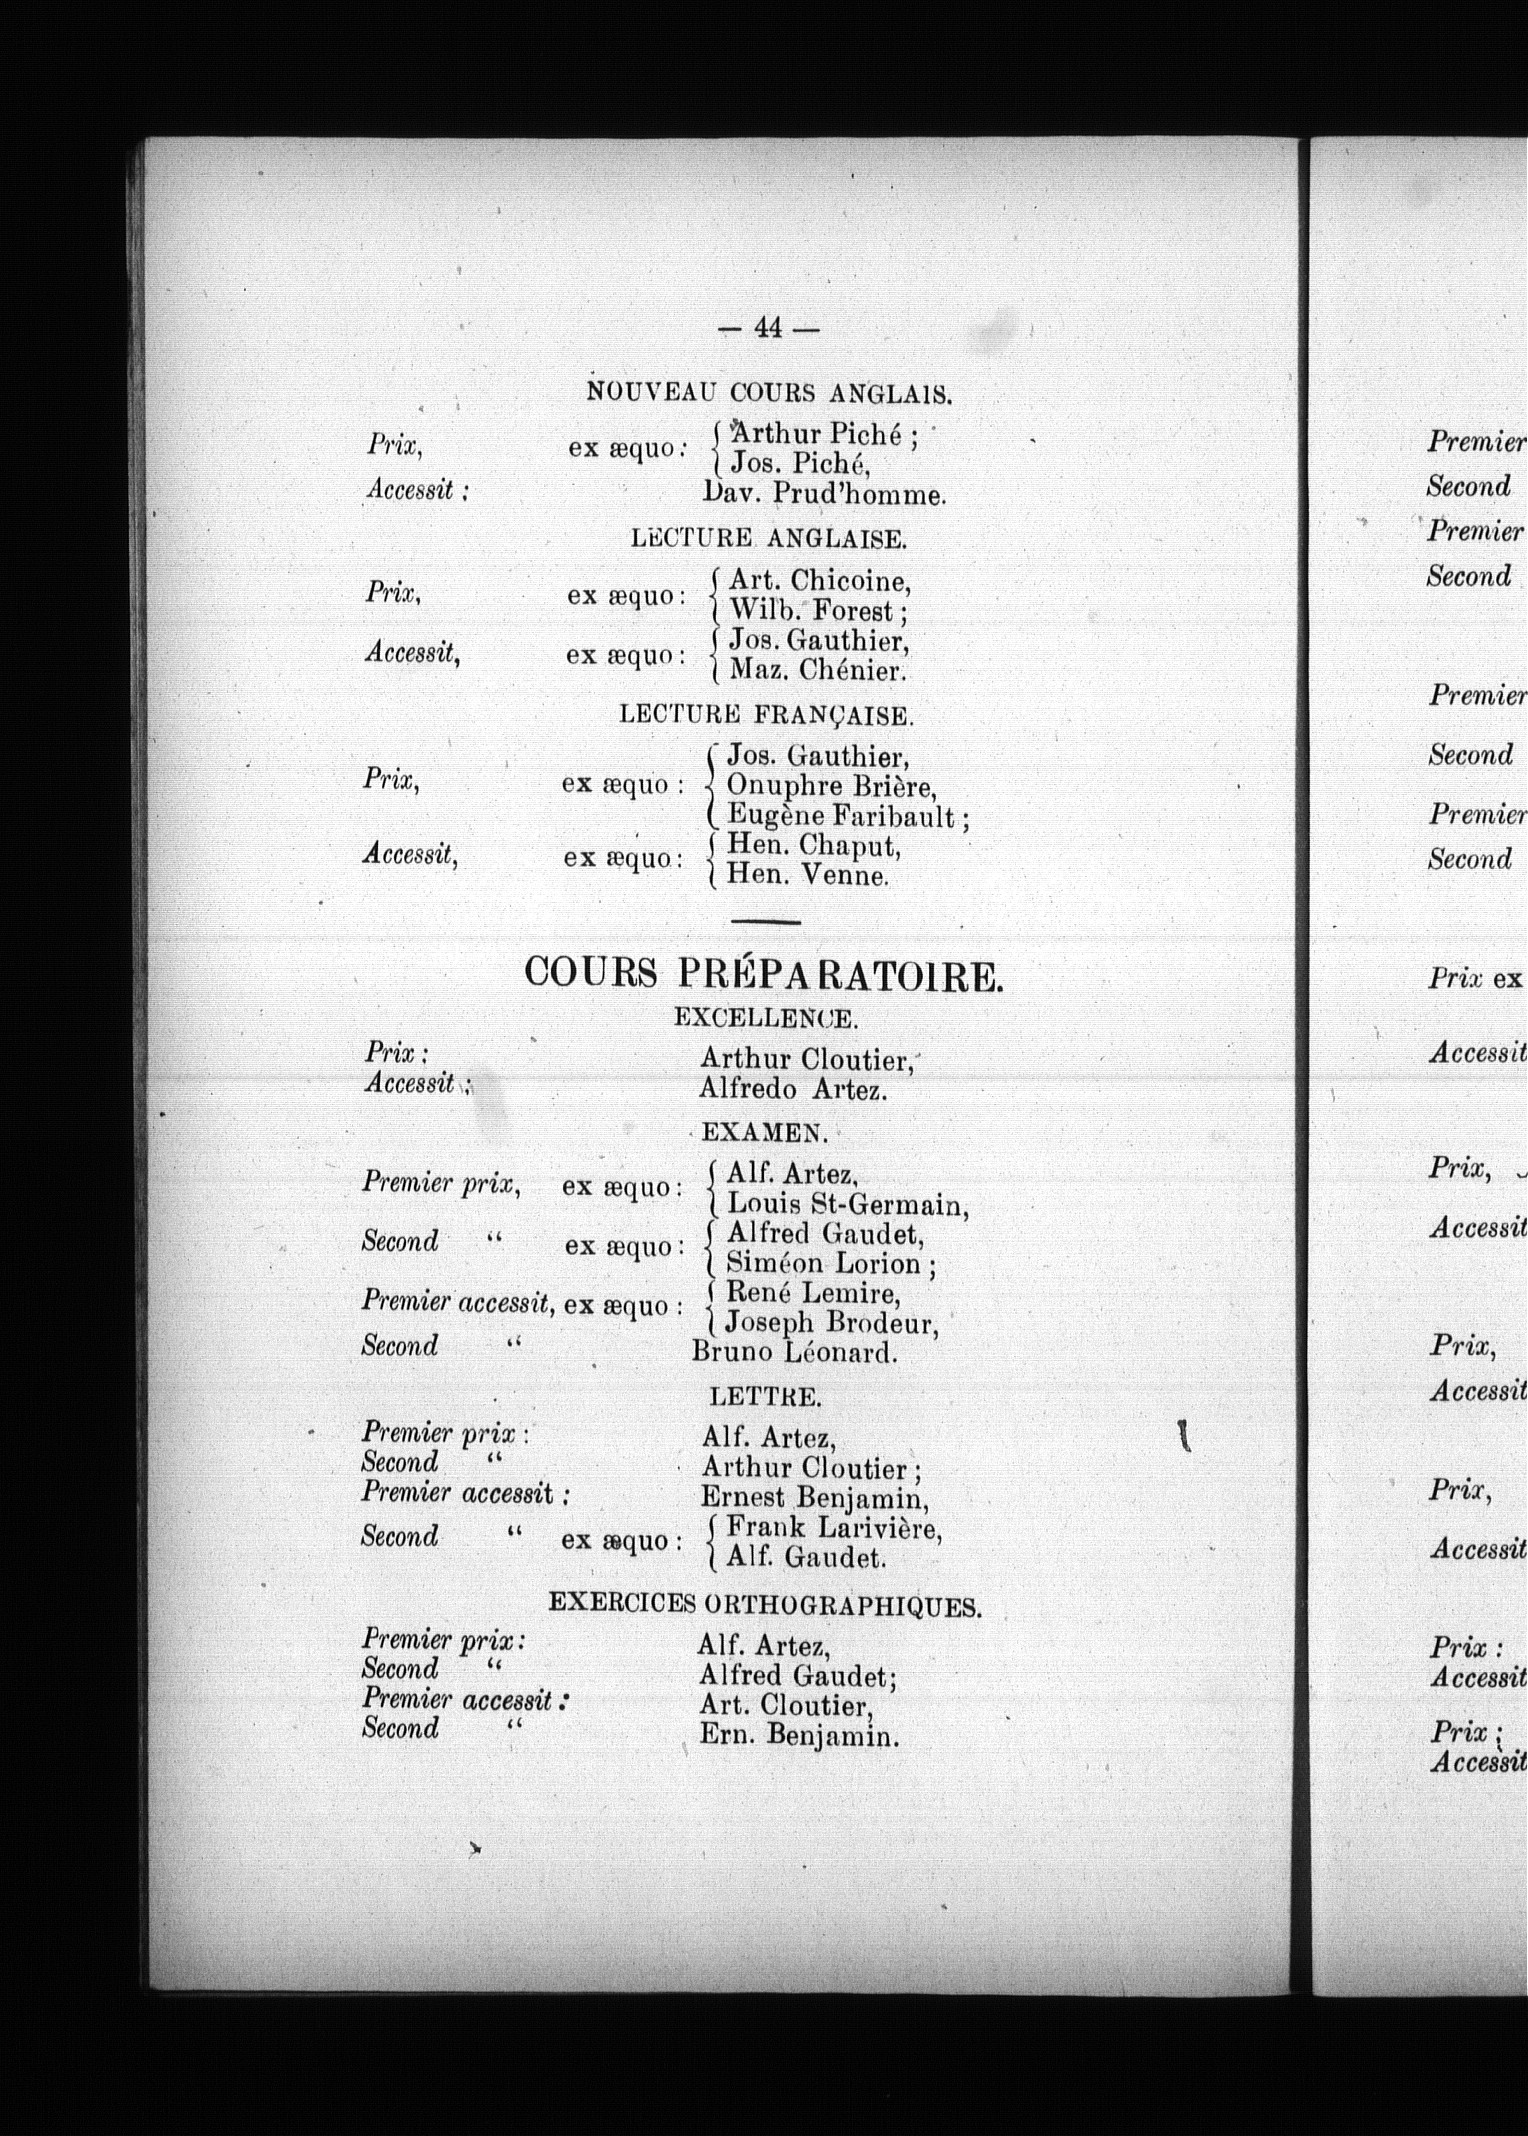 — 44 —
NOUVEAU COURS ANGLAIS.
Prix, ex æquo: { Arthur Piché ;
Jos. Piché,
Accessit : Dav. Prud'homme.
LECTURE ANGLAISE.
Prix, ex æquo: { Art. Chicoine,
Wilb. Forest ;
Accessit, ex æquo: { Jos. Gauthier,
Maz. Chénier.
LECTURE FRANÇAISE.
Prix, ex æquo : { Jos. Gauthier,
Onuphre Brière,
Eugène Faribault ;
Accessit, ex æquo: { Hen. Chaput,
Hen. Venne.
COURS PRÉPARATOIRE.
EXCELLENCE.
Prix : Arthur Cloutier,
Accessit : Alfredo Artez.
EXAMEN.
Premier prix, ex æquo: { Alf. Artez,
Louis St-Germain,
Second “ ex æquo: { Alfred Gaudet,
Siméon Lorion ;
Premier accessit, ex æquo : { René Lemire,
Joseph Brodeur,
Second “ Bruno Léonard.
LETTRE.
Premier prix : Alf. Artez,
Second “ Arthur Cloutier ;
Premier accessit : Ernest Benjamin,
Second “ ex æquo : { Frank Larivière,
Alf. Gaudet.
EXERCICES ORTHOGRAPHIQUES.
Premier prix: Alf. Artez,
Second “ Alfred Gaudet;
Premier accessit : Art. Cloutier,
Second “ Ern. Benjamin.
Premier
Second
Premier
Second
Premier
Second
Premier
Second
Prix ex
Accessit
Prix,
Accessit
Prix,
Accessit
Prix,
Accessit
Prix :
Accessit
Prix ;
Accessit